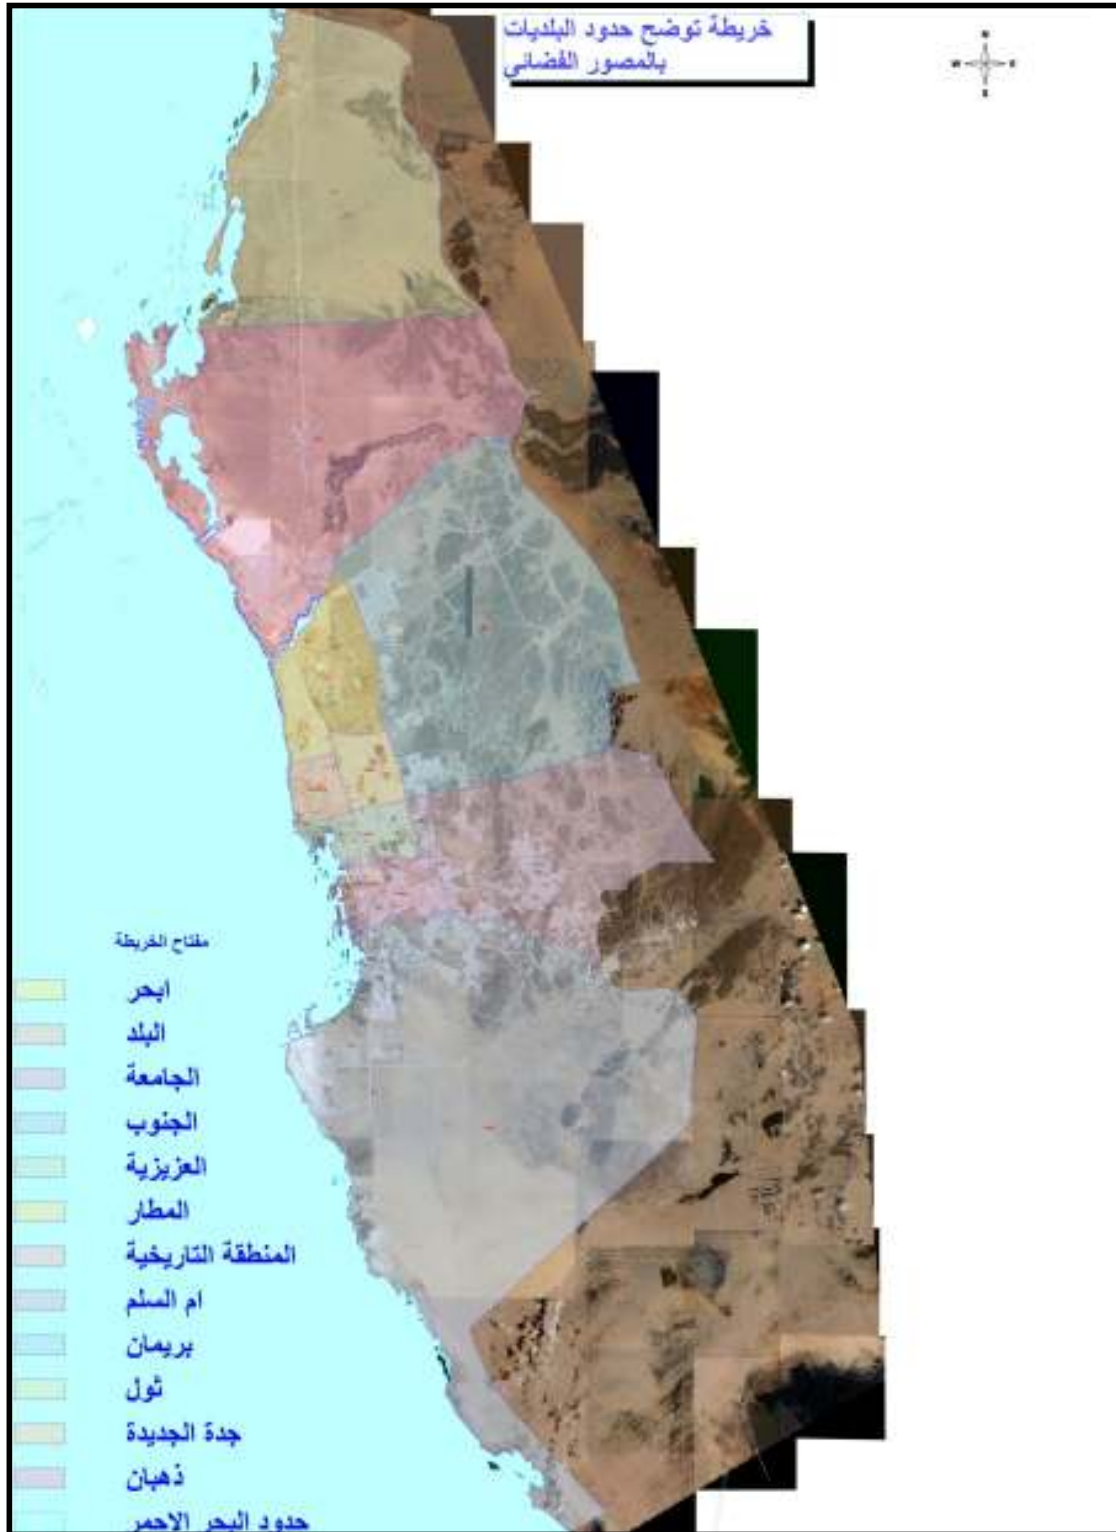 خريطة توضح حدود البلديات
بالمصور الفضائى
N
W
E
S
مفتاح الخريطة
ابحر
البلد
الجامعة
الجنوب
العزيزية
المطار
المنطقة التاريخية
ام السلم
بريمان
ثول
جدة الجديدة
ذهبان
حدود البحر الاحمر